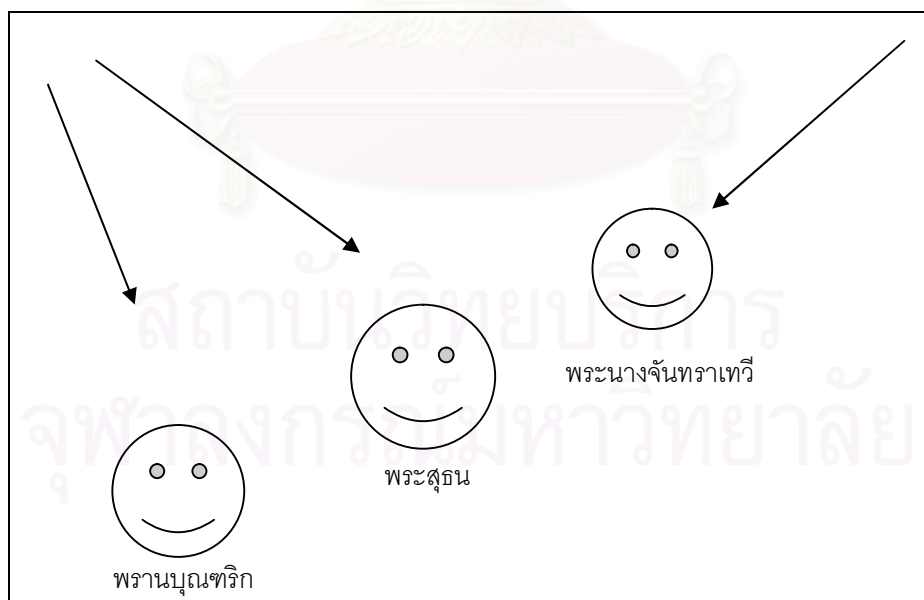 พระนางจันทราเทวี
พระสุธน
พรานบุณฑริก
สถาบันวิทยบริการ
จุฬาลงกรณ์มหาวิทยาลัย